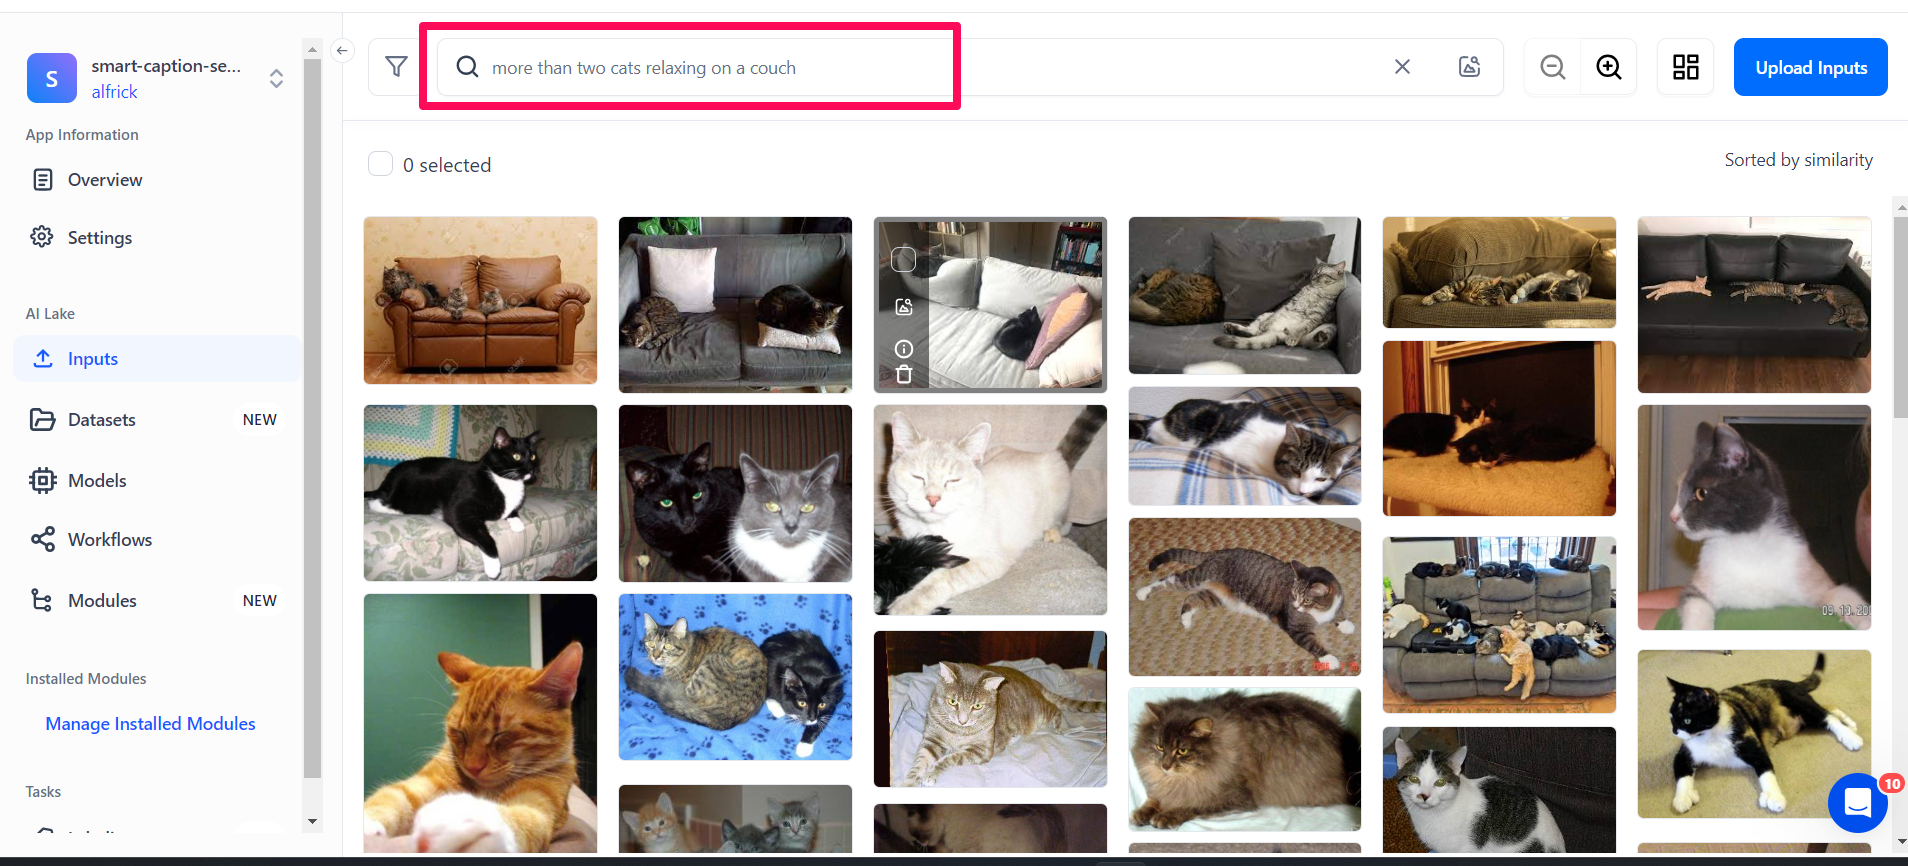 S
smart-caption-se...
alfrick
App Information
Overview
Settings
AI Lake
Inputs
Datasets NEW
Models
Workflows
Modules NEW
Installed Modules
Manage Installed Modules
Tasks
more than two cats relaxing on a couch
Upload Inputs
0 selected
Sorted by similarity
10